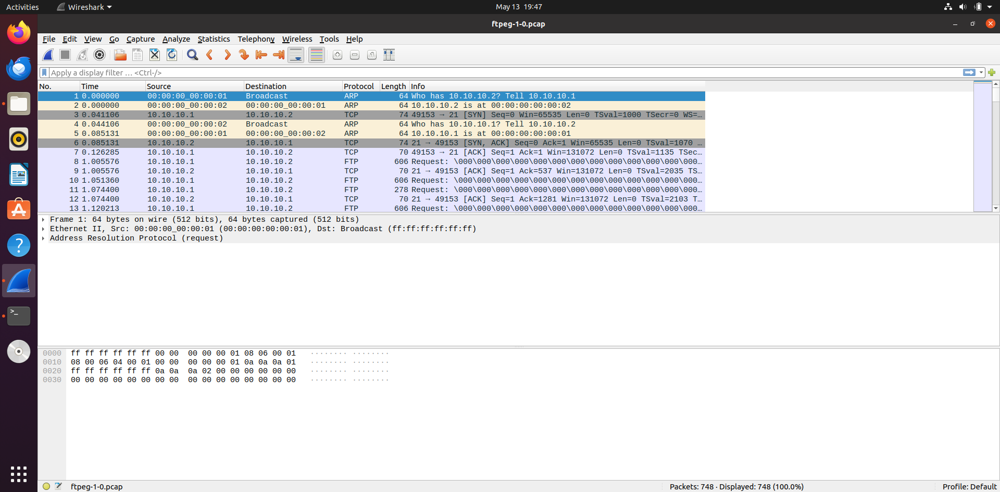 Activities Wireshark May 13 19:47
ftpeg-1-0.pcap
File Edit View Go Capture Analyze Statistics Telephony Wireless Tools Help
Apply a display filter … <Ctrl-/>
No. Time Source Destination Protocol Length Info
1 0.000000 00:00:00_00:00:01 Broadcast ARP 64 Who has 10.10.10.2? Tell 10.10.10.1
2 0.000000 00:00:00_00:00:02 00:00:00_00:00:01 ARP 64 10.10.10.2 is at 00:00:00:00:00:02
3 0.041106 10.10.10.1 10.10.10.2 TCP 74 49153 → 21 [SYN] Seq=0 Win=65535 Len=0 TSval=1000 TSecr=0 WS=…
4 0.044106 00:00:00_00:00:02 Broadcast ARP 64 Who has 10.10.10.1? Tell 10.10.10.2
5 0.085131 00:00:00_00:00:01 00:00:00_00:00:02 ARP 64 10.10.10.1 is at 00:00:00:00:00:01
6 0.085131 10.10.10.2 10.10.10.1 TCP 74 21 → 49153 [SYN, ACK] Seq=0 Ack=1 Win=65535 Len=0 TSval=1070 …
7 0.126285 10.10.10.1 10.10.10.2 TCP 70 49153 → 21 [ACK] Seq=1 Ack=1 Win=131072 Len=0 TSval=1135 TSec…
8 1.005576 10.10.10.1 10.10.10.2 FTP 606 Request: \000\000\000\000\000\000\000\000\000\000\000\000\000…
9 1.005576 10.10.10.2 10.10.10.1 TCP 70 21 → 49153 [ACK] Seq=1 Ack=537 Win=131072 Len=0 TSval=2035 TS…
10 1.051360 10.10.10.1 10.10.10.2 FTP 606 Request: \000\000\000\000\000\000\000\000\000\000\000\000\000…
11 1.074400 10.10.10.1 10.10.10.2 FTP 278 Request: \000\000\000\000\000\000\000\000\000\000\000\000\000…
12 1.074400 10.10.10.2 10.10.10.1 TCP 70 21 → 49153 [ACK] Seq=1 Ack=1281 Win=131072 Len=0 TSval=2103 T…
13 1.120213 10.10.10.1 10.10.10.2 FTP 606 Request: \000\000\000\000\000\000\000\000\000\000\000\000\000…
Frame 1: 64 bytes on wire (512 bits), 64 bytes captured (512 bits)
Ethernet II, Src: 00:00:00_00:00:01 (00:00:00:00:00:01), Dst: Broadcast (ff:ff:ff:ff:ff:ff)
Address Resolution Protocol (request)
0000 ff ff ff ff ff ff 00 00 00 00 00 01 08 06 00 01 ········ ········
0010 08 00 06 04 00 01 00 00 00 00 00 01 0a 0a 0a 01 ········ ········
0020 ff ff ff ff ff ff 0a 0a 0a 02 00 00 00 00 00 00 ········ ········
0030 00 00 00 00 00 00 00 00 00 00 00 00 00 00 00 00 ········ ········
ftpeg-1-0.pcap Packets: 748 · Displayed: 748 (100.0%) Profile: Default